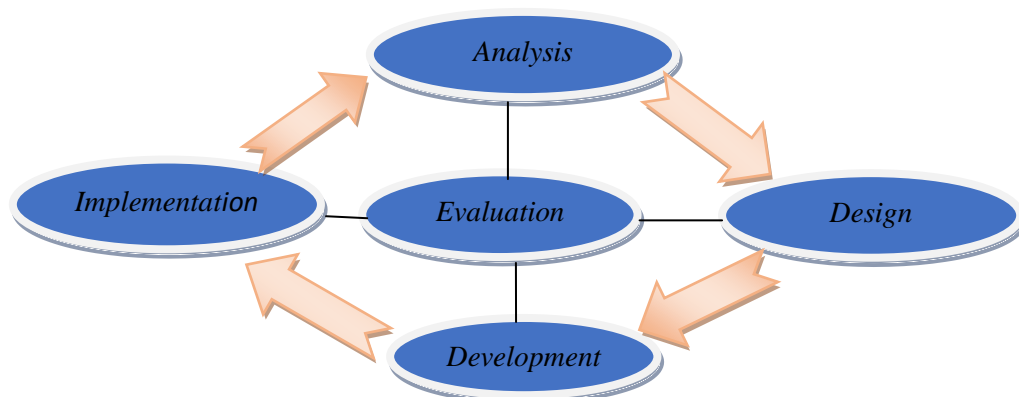 Analysis
Implementation
Evaluation
Design
Development